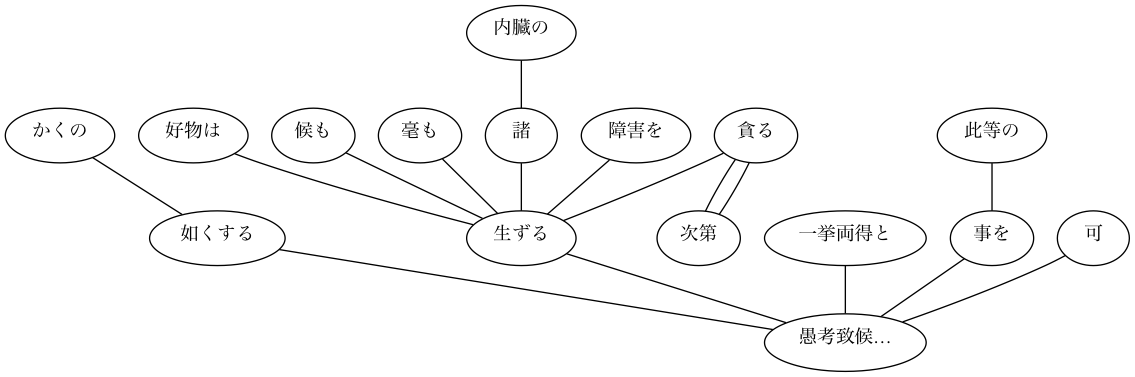 内臓の
かくの
好物は
候も
毫も
諸
障害を
貪る
此等の
如くする
生ずる
次第
一挙両得と
事を
可
愚考致候...